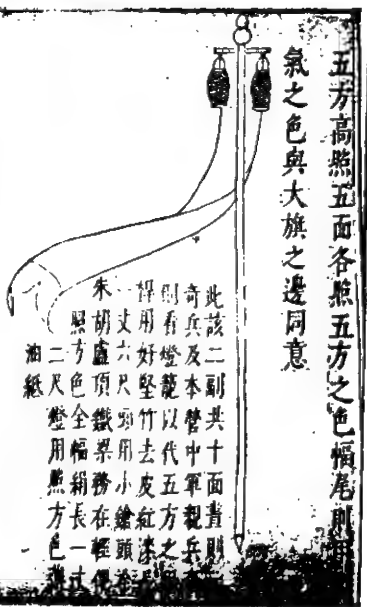 五方高照五面各照五方之色幅尾則用
氣之色與大旗之邊同意
此該二副共十面晝則
奇兵及本營中軍親兵
則看燈籠以代五方之
桿用好堅竹去皮紅漆
一丈六尺頭用小鎗頭
朱胡盧頂鐵梁務在輕便
照方色全幅絹長一丈
二尺燈用照方色
油紙